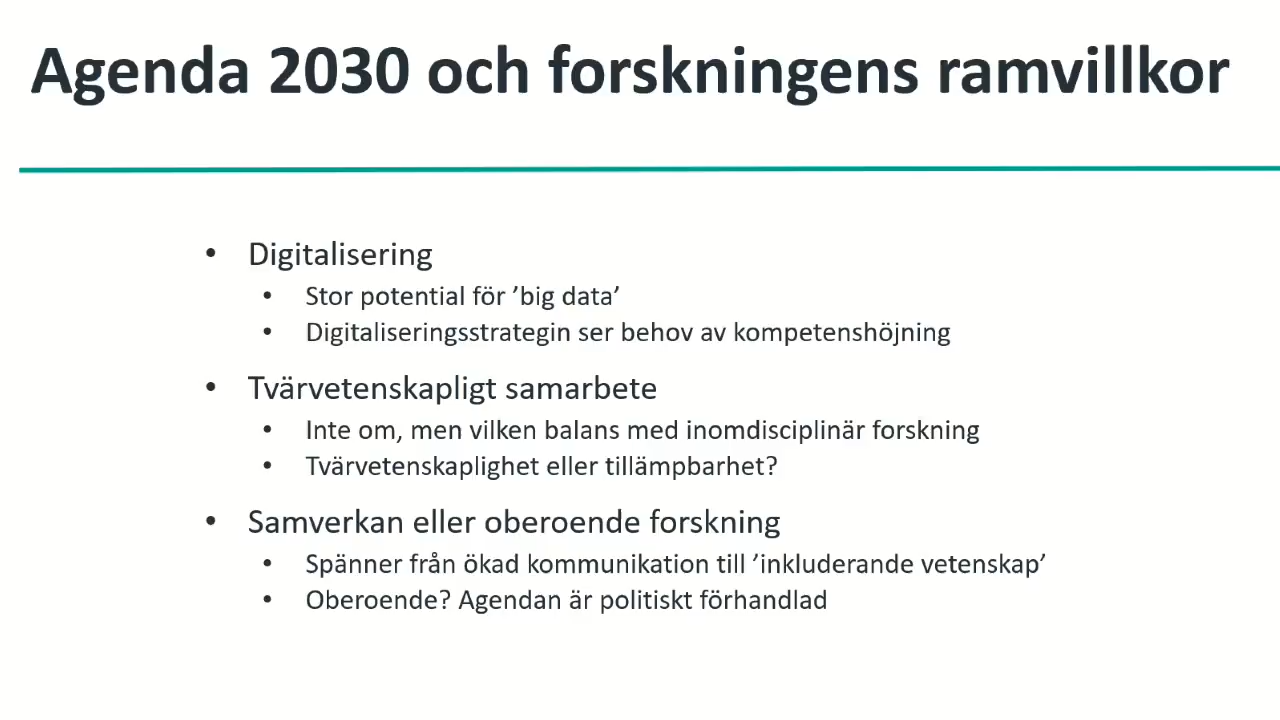 Agenda 2030 och forskningens ramvillkor
• Digitalisering
• Stor potential för ’big data’
• Digitaliseringsstrategin ser behov av kompetenshöjning
• Tvärvetenskapligt samarbete
• Inte om, men vilken balans med inomdisciplinär forskning
• Tvärvetenskaplighet eller tillämpbarhet?
• Samverkan eller oberoende forskning
• Spänner från ökad kommunikation till ’inkluderande vetenskap’
• Oberoende? Agendan är politiskt förhandlad